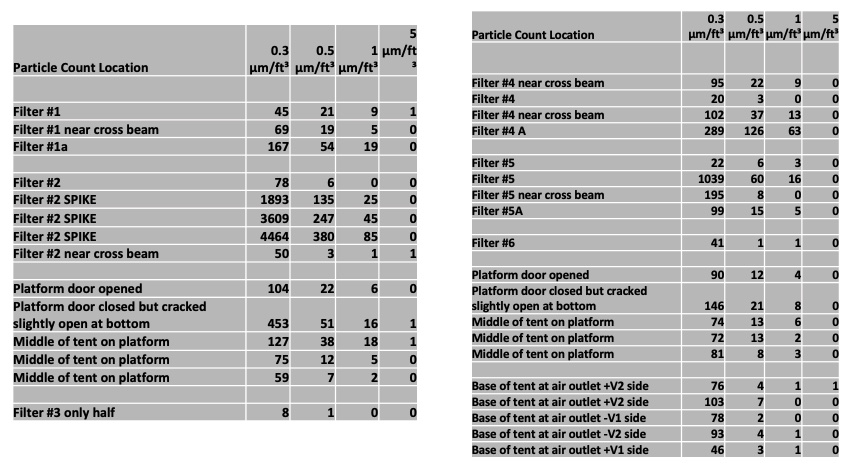 Particle Count Location 0.3 µm/ft³ 0.5 µm/ft³ 1 µm/ft³ 5 µm/ft³
Filter #1 45 21 9 1
Filter #1 near cross beam 69 19 5 0
Filter #1a 167 54 19 0
Filter #2 78 6 0 0
Filter #2 SPIKE 1893 135 25 0
Filter #2 SPIKE 3609 247 45 0
Filter #2 SPIKE 4464 380 85 0
Filter #2 near cross beam 50 3 1 1
Platform door opened 104 22 6 0
Platform door closed but cracked
slightly open at bottom 453 51 16 1
Middle of tent on platform 127 38 18 1
Middle of tent on platform 75 12 5 0
Middle of tent on platform 59 7 2 0
Filter #3 only half 8 1 0 0
Particle Count Location 0.3 µm/ft³ 0.5 µm/ft³ 1 µm/ft³ 5 µm/ft³
Filter #4 near cross beam 95 22 9 0
Filter #4 20 3 0 0
Filter #4 near cross beam 102 37 13 0
Filter #4 A 289 126 63 0
Filter #5 22 6 3 0
Filter #5 1039 60 16 0
Filter #5 near cross beam 195 8 0 0
Filter #5A 99 15 5 0
Filter #6 41 1 1 0
Platform door opened 90 12 4 0
Platform door closed but cracked
slightly open at bottom 146 21 8 0
Middle of tent on platform 74 13 6 0
Middle of tent on platform 72 13 2 0
Middle of tent on platform 81 8 3 0
Base of tent at air outlet +V2 side 76 4 1 1
Base of tent at air outlet +V2 side 103 7 0 0
Base of tent at air outlet -V1 side 78 2 0 0
Base of tent at air outlet -V2 side 93 4 1 0
Base of tent at air outlet +V1 side 46 3 1 0